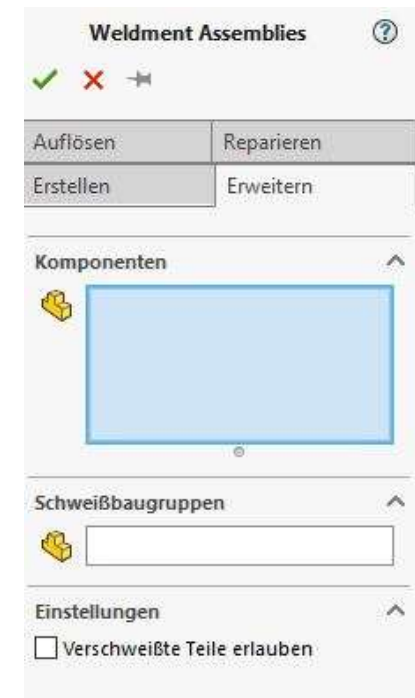 Weldment Assemblies
Auflösen Reparieren
Erstellen Erweitern
Komponenten
Schweißbaugruppen
Einstellungen
Verschweißte Teile erlauben